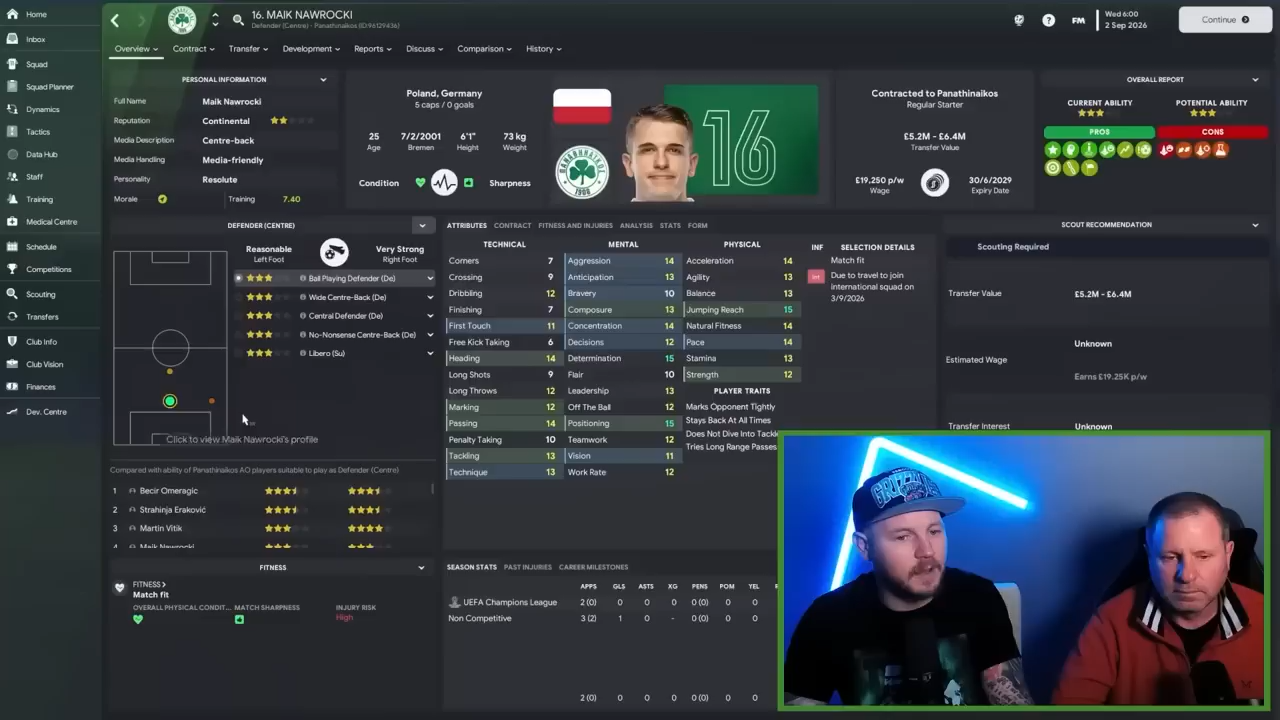 Home
Inbox
Squad
Squad Planner
Dynamics
Tactics
Data Hub
Staff
Training
Medical Centre
Schedule
Competitions
Scouting
Transfers
Club Info
Club Vision
Finances
Dev. Centre
16. MAIK NAWROCKI
Defender (Centre) - Panathinaikos (ID:96129436)
FM
Wed 6:00
2 Sep 2026
Continue
Overview
Contract
Transfer
Development
Reports
Discuss
Comparison
History
PERSONAL INFORMATION
Full Name Maik Nawrocki
Reputation Continental
Media Description Centre-back
Media Handling Media-friendly
Personality Resolute
Morale Training 7.40
Poland, Germany
5 caps / 0 goals
25 7/2/2001 6'1" 73 kg
Age Bremen Height Weight
Condition Sharpness
PANATHINAIKOS
1908
16
Contracted to Panathinaikos
Regular Starter
£5.2M - £6.4M
Transfer Value
£19,250 p/w 30/6/2029
Wage Expiry Date
OVERALL REPORT
CURRENT ABILITY POTENTIAL ABILITY
PROS CONS
DEFENDER (CENTRE)
Reasonable Very Strong
Left Foot Right Foot
Ball Playing Defender (De)
Wide Centre-Back (De)
Central Defender (De)
No-Nonsense Centre-Back (De)
Libero (Su)
Click to view Maik Nawrocki's profile
Compared with ability of Panathinaikos AO players suitable to play as Defender (Centre)
1 Becir Omeragic
2 Strahinja Eraković
3 Martin Vitík
4 Maik Nawrocki
FITNESS
FITNESS >
Match fit
OVERALL PHYSICAL CONDIT... MATCH SHARPNESS INJURY RISK
High
ATTRIBUTES CONTRACT FITNESS AND INJURIES ANALYSIS STATS FORM
TECHNICAL MENTAL PHYSICAL
Corners 7 Aggression 14 Acceleration 14
Crossing 9 Anticipation 13 Agility 13
Dribbling 12 Bravery 10 Balance 13
Finishing 7 Composure 13 Jumping Reach 15
First Touch 11 Concentration 14 Natural Fitness 14
Free Kick Taking 6 Decisions 12 Pace 14
Heading 14 Determination 15 Stamina 13
Long Shots 9 Flair 10 Strength 12
Long Throws 12 Leadership 13 PLAYER TRAITS
Marking 12 Off The Ball 12 Marks Opponent Tightly
Passing 14 Positioning 15 Stays Back At All Times
Penalty Taking 10 Teamwork 12 Does Not Dive Into Tackle
Tackling 13 Vision 11 Tries Long Range Passes
Technique 13 Work Rate 12
INF SELECTION DETAILS
Match fit
Int Due to travel to join
international squad on
3/9/2026
SCOUT RECOMMENDATION
Scouting Required
Transfer Value £5.2M - £6.4M
Unknown
Estimated Wage
Earns £19.25K p/w
Transfer Interest Unknown
SEASON STATS PAST INJURIES CAREER MILESTONES
APPS GLS ASTS XG PENS POM YEL
UEFA Champions League 2 (0) 0 0 0 0 (0) 0 0
Non Competitive 3 (2) 1 0 - 0 (0) 0 0
2 (0) 0 0 0 0 (0) 0 0
GRIZZLIES